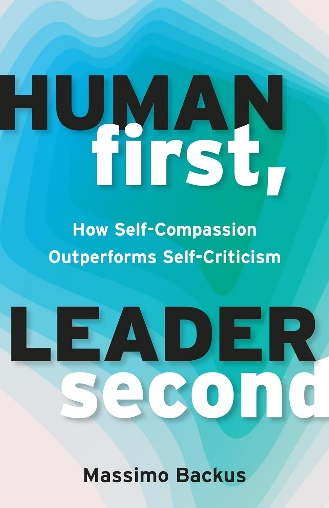 HUMAN
first,
How Self-Compassion
Outperforms Self-Criticism
LEADER
second
Massimo Backus